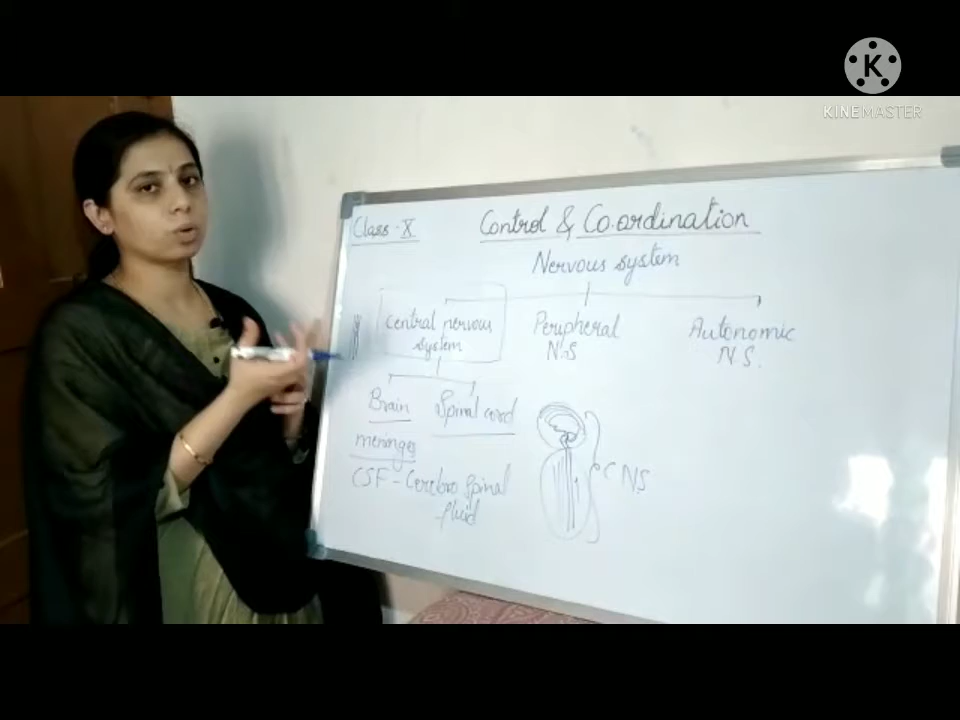 K
KINEMASTER
Class - X
Control & Co.ordination
Nervous system
Central nervous
system
Peripheral
N.S
Autonomic
N.S.
Brain
Spinal cord
meninges
CSF - Cerebro Spinal
fluid
CNS